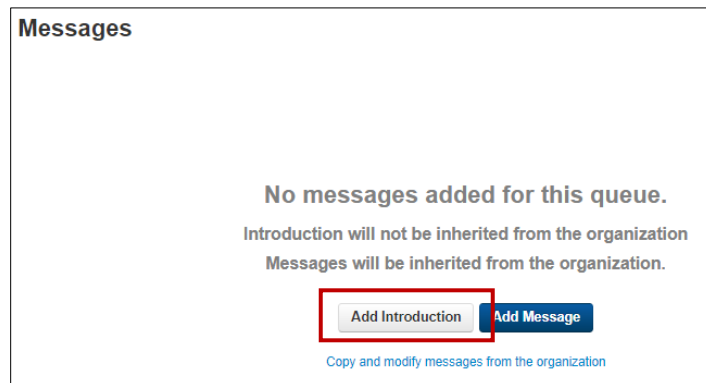 Messages
No messages added for this queue.
Introduction will not be inherited from the organization
Messages will be inherited from the organization.
Add Introduction Add Message
Copy and modify messages from the organization